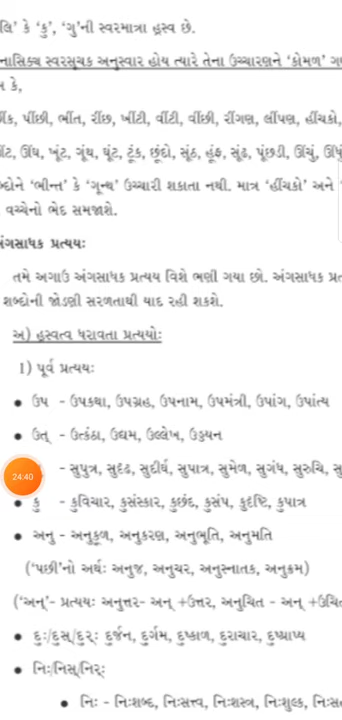 લિ' કે 'કુ', 'ગુ'ની સ્વરમાત્રા હ્રસ્વ છે.
નાસિક્ય સ્વરસૂચક અનુસ્વાર હોય ત્યારે તેના ઉચ્ચારણને 'કોમળ'
કે,
પીંછી, ભીંત, રીંછ, ખીંટી, વીંટી, વીંછી, રીંગણ, લીંપણ, હીંચકો,
ઊંઘ, ખૂંટ, ગૂંથ, ઘૂંટ, ટૂંક, છૂંદો, સૂંઠ, હૂંફ, સૂંઢ, પૂંછડી, ઊંચું,
'ભીન્ત' કે 'ગૂન્થ' ઉચ્ચારી શકાતા નથી. માત્ર 'હીંચકો' અને
વચ્ચેનો ભેદ સમજાશે.
અંગસાધક પ્રત્યયઃ
તમે અગાઉ અંગસાધક પ્રત્યય વિશે ભણી ગયા છો. અંગસાધક
શબ્દોની જોડણી સરળતાથી યાદ રહી શકશે.
અ) હ્રસ્વત્વ ધરાવતા પ્રત્યયોઃ
1) પૂર્વ પ્રત્યયઃ
• ઉપ - ઉપકથા, ઉપગ્રહ, ઉપનામ, ઉપમંત્રી, ઉપાંગ, ઉપાંત્ય
• ઉત્ - ઉત્કંઠા, ઉદ્યમ, ઉલ્લેખ, ઉડ્ડયન
24:40 - સુપુત્ર, સુદૃઢ, સુદીર્ઘ, સુપાત્ર, સુમેળ, સુગંધ, સુરુચિ,
• કુ - કુવિચાર, કુસંસ્કાર, કુછંદ, કુસંપ, કુદૃષ્ટિ, કુપાત્ર
• અનુ - અનુકૂળ, અનુકરણ, અનુભૂતિ, અનુમતિ
('પછી'નો અર્થઃ અનુજ, અનુચર, અનુસ્નાતક, અનુક્રમ)
('અન્'- પ્રત્યયઃ અનુત્તર- અન્ +ઉત્તર, અનુચિત - અન્ +ઉચિત
• દુઃ/દુસ્/દુર્ઃ દુર્જન, દુર્ગમ, દુષ્કાળ, દુરાચાર, દુષ્પ્રાપ્ય
• નિઃ/નિસ્/નિર્ઃ
• નિઃ - નિઃશબ્દ, નિઃસત્ત્વ, નિઃશસ્ત્ર, નિઃશુલ્ક,